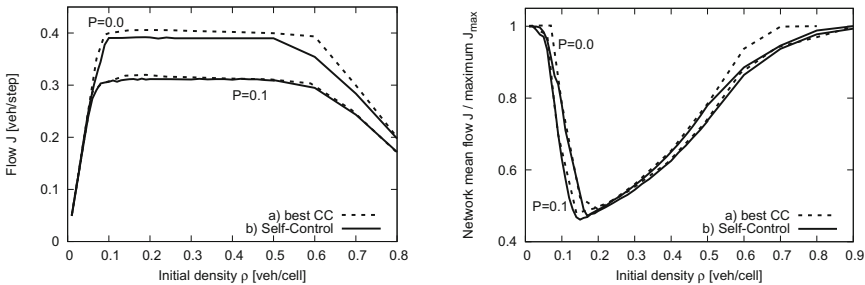 P=0.0
P=0.1
Flow J [veh/step]
0.4
0.3
0.2
0.1
0
a) best CC
b) Self-Control
0 0.1 0.2 0.3 0.4 0.5 0.6 0.7 0.8
Initial density ρ [veh/cell]
P=0.0
P=0.1
Network mean flow J / maximum J_max
1
0.8
0.6
0.4
a) best CC
b) Self-Control
0 0.1 0.2 0.3 0.4 0.5 0.6 0.7 0.8 0.9
Initial density ρ [veh/cell]